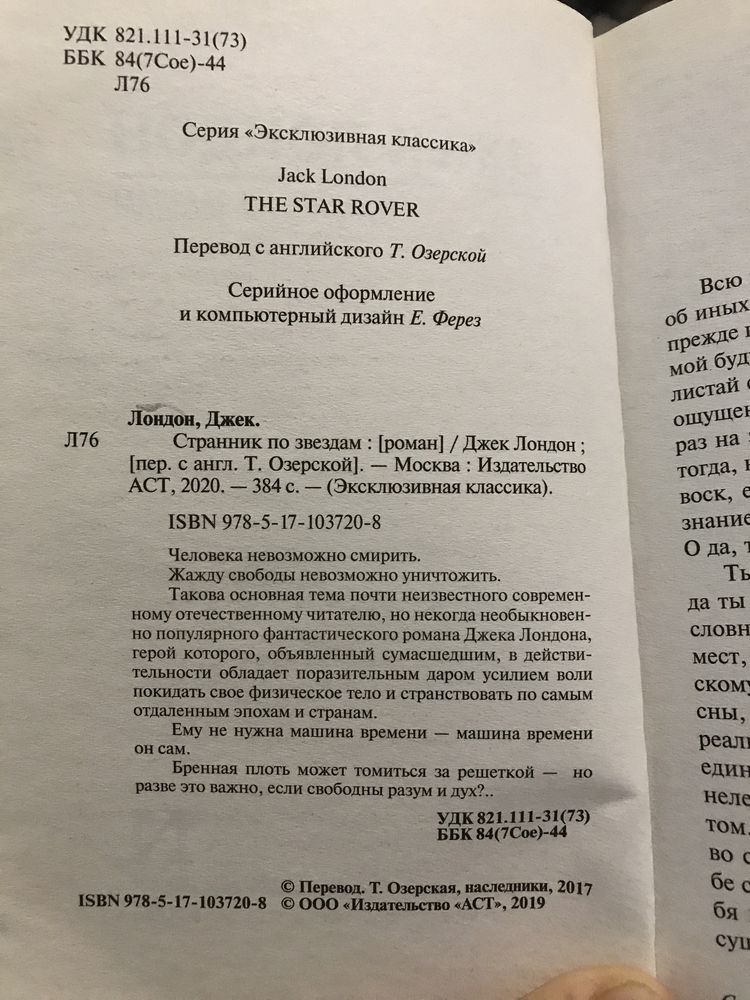 УДК 821.111-31(73)
ББК 84(7Сое)-44
Л76
Серия «Эксклюзивная классика»
Jack London
THE STAR ROVER
Перевод с английского Т. Озерской
Серийное оформление
и компьютерный дизайн Е. Ферез
Лондон, Джек.
Л76 Странник по звездам : [роман] / Джек Лондон ;
[пер. с англ. Т. Озерской]. — Москва : Издательство
АСТ, 2020. — 384 с. — (Эксклюзивная классика).
ISBN 978-5-17-103720-8
Человека невозможно смирить.
Жажду свободы невозможно уничтожить.
Такова основная тема почти неизвестного современ-
ному отечественному читателю, но некогда необыкновен-
но популярного фантастического романа Джека Лондона,
герой которого, объявленный сумасшедшим, в действи-
тельности обладает поразительным даром усилием воли
покидать свое физическое тело и странствовать по самым
отдаленным эпохам и странам.
Ему не нужна машина времени — машина времени
он сам.
Бренная плоть может томиться за решеткой — но
разве это важно, если свободны разум и дух?..
УДК 821.111-31(73)
ББК 84(7Сое)-44
© Перевод. Т. Озерская, наследники, 2017
ISBN 978-5-17-103720-8 © ООО «Издательство «АСТ», 2019
Всю
об иных
прежде
мой буд
листай
ощущен
раз на
тогда,
воск,
знание
О да,
Ты
да ты
словн
мест,
скому
сны,
реаль
един
неле
том.
во с
бе с
бя
сущ